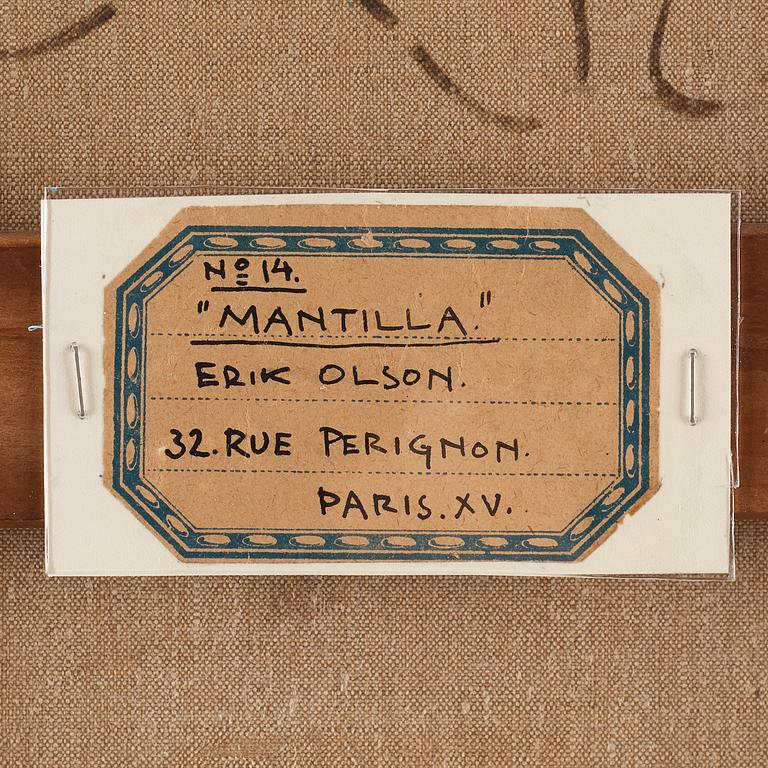 Nº 14.
"MANTILLA."
ERIK OLSON.
32. RUE PERIGNON.
PARIS. XV.